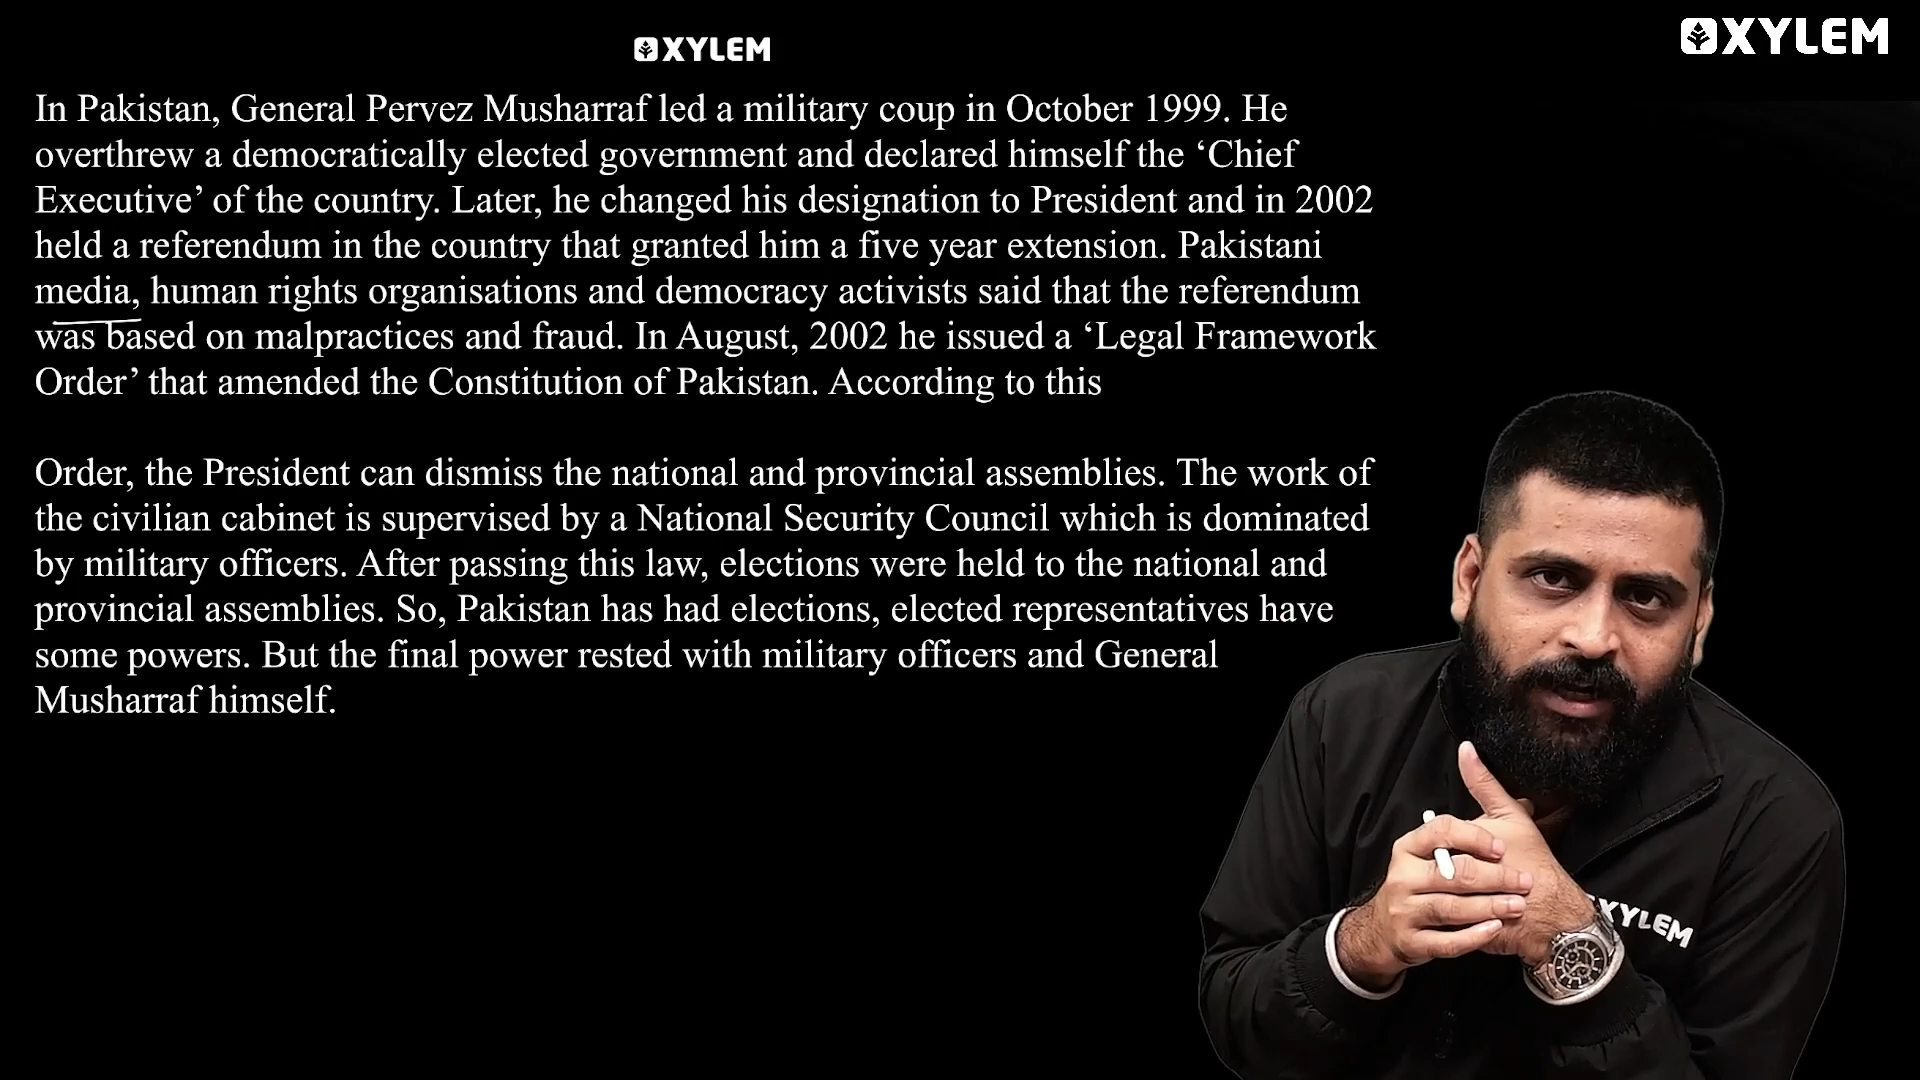 XYLEM
XYLEM
In Pakistan, General Pervez Musharraf led a military coup in October 1999. He
overthrew a democratically elected government and declared himself the ‘Chief
Executive’ of the country. Later, he changed his designation to President and in 2002
held a referendum in the country that granted him a five year extension. Pakistani
media, human rights organisations and democracy activists said that the referendum
was based on malpractices and fraud. In August, 2002 he issued a ‘Legal Framework
Order’ that amended the Constitution of Pakistan. According to this
Order, the President can dismiss the national and provincial assemblies. The work of
the civilian cabinet is supervised by a National Security Council which is dominated
by military officers. After passing this law, elections were held to the national and
provincial assemblies. So, Pakistan has had elections, elected representatives have
some powers. But the final power rested with military officers and General
Musharraf himself.
XYLEM